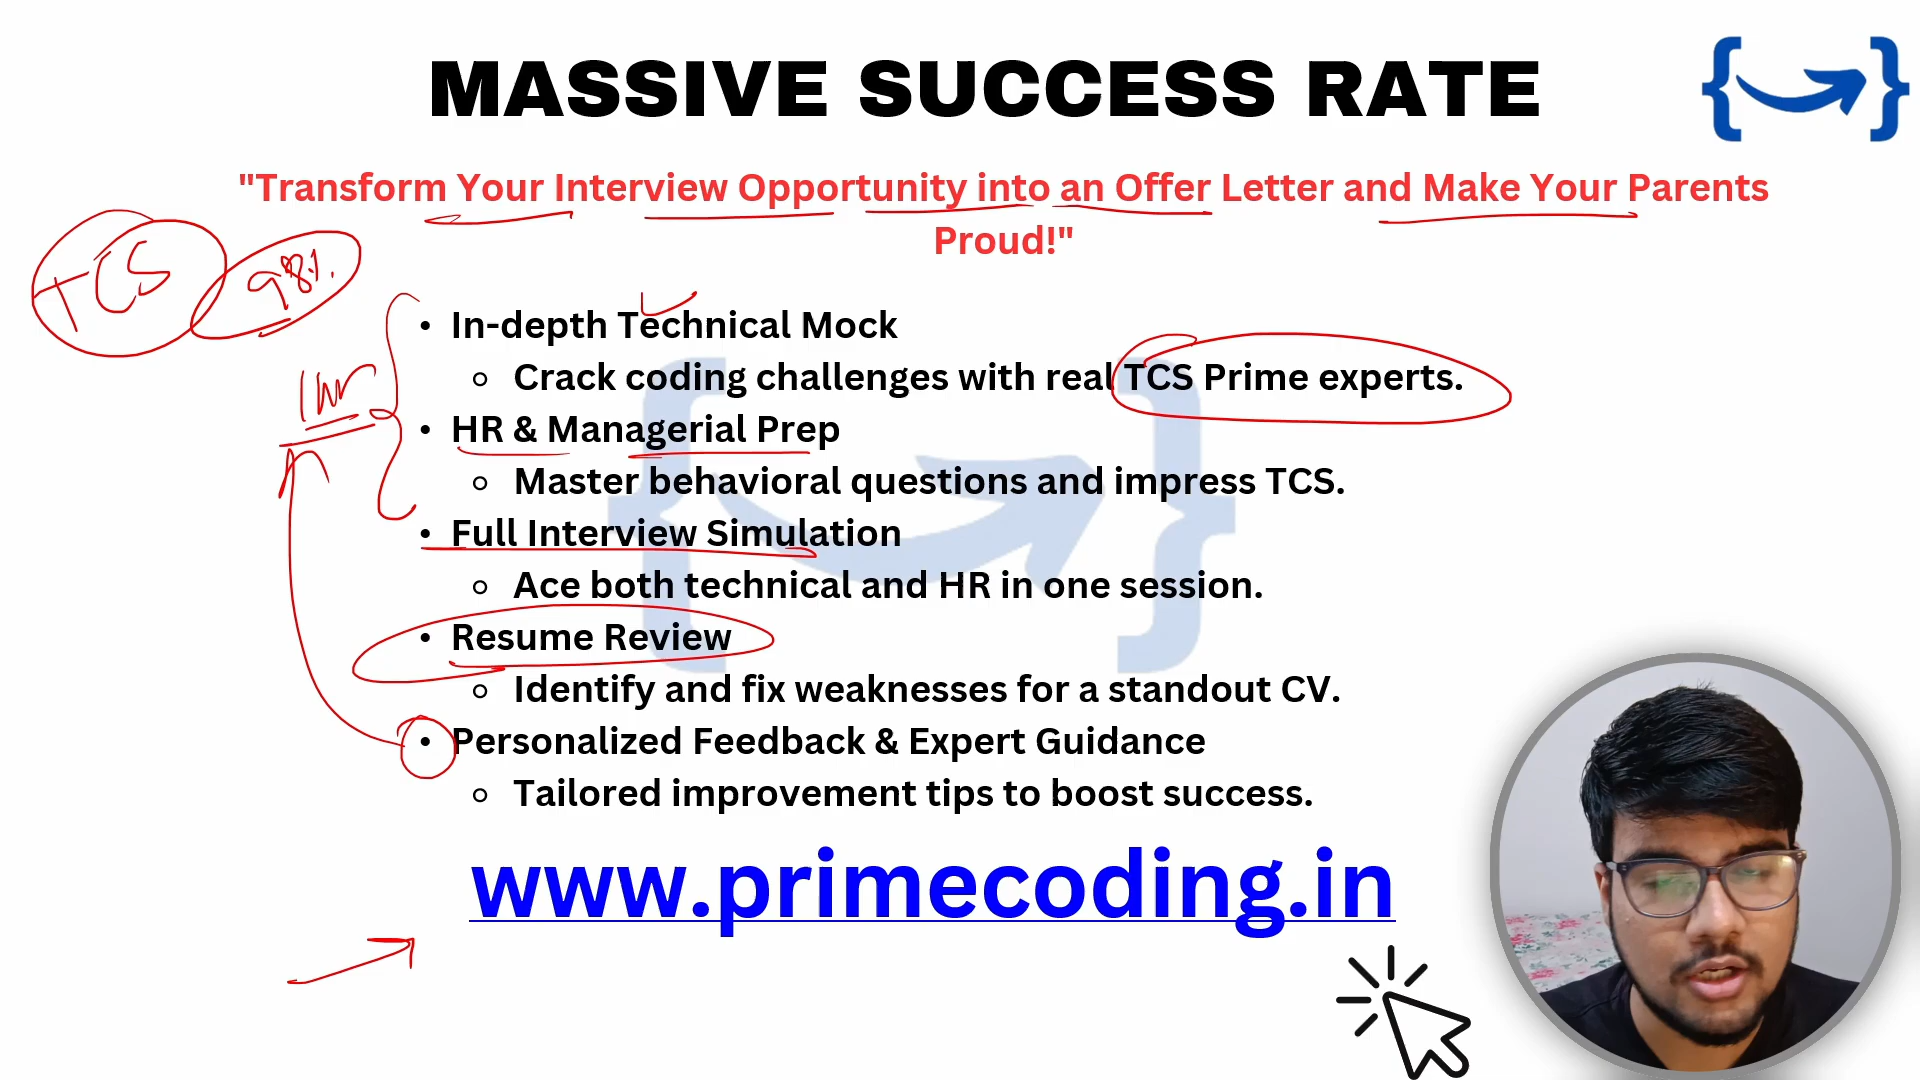 MASSIVE SUCCESS RATE
"Transform Your Interview Opportunity into an Offer Letter and Make Your Parents
Proud!"
TCS
98%
• In-depth Technical Mock
○ Crack coding challenges with real TCS Prime experts.
1hr
• HR & Managerial Prep
○ Master behavioral questions and impress TCS.
• Full Interview Simulation
○ Ace both technical and HR in one session.
• Resume Review
○ Identify and fix weaknesses for a standout CV.
• Personalized Feedback & Expert Guidance
○ Tailored improvement tips to boost success.
www.primecoding.in